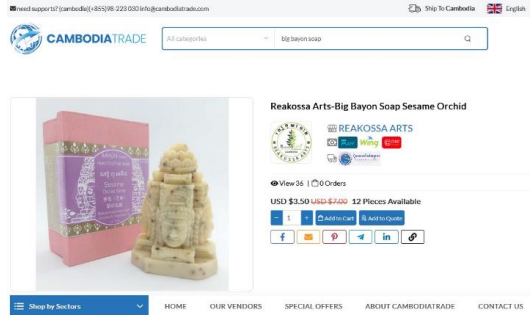 need supports? (cambodia)(+855)98-223 030 info@cambodiatrade.com
Ship To Cambodia
English
CAMBODIATRADE
All categories
big bayon soap
Reakossa Arts-Big Bayon Soap Sesame Orchid
REAKOSSA ARTS
Wing
View 36 | 0 Orders
USD $3.50 USD $7.00 12 Pieces Available
- 1 + Add to Cart Add to Quote
Sesame
Shop by Sectors
HOME
OUR VENDORS
SPECIAL OFFERS
ABOUT CAMBODIATRADE
CONTACT US